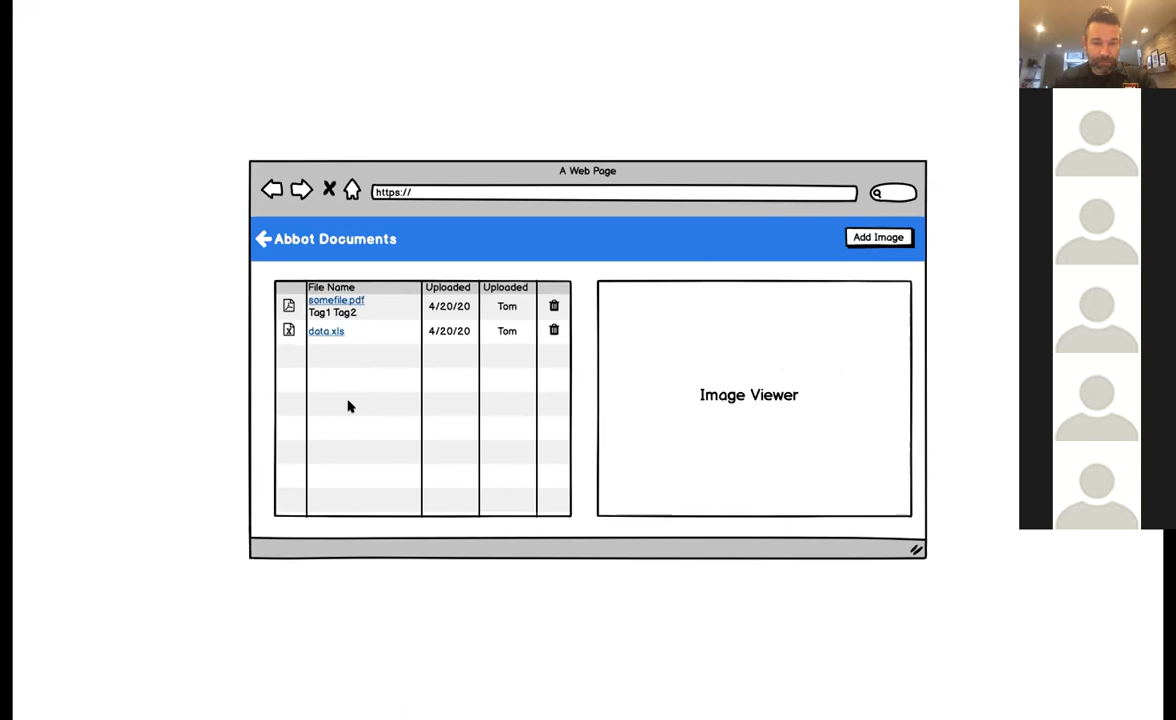 A Web Page
https://
Abbot Documents
Add Image
File Name Uploaded Uploaded
somefile.pdf 4/20/20 Tom
Tag1 Tag2
data.xls 4/20/20 Tom
Image Viewer